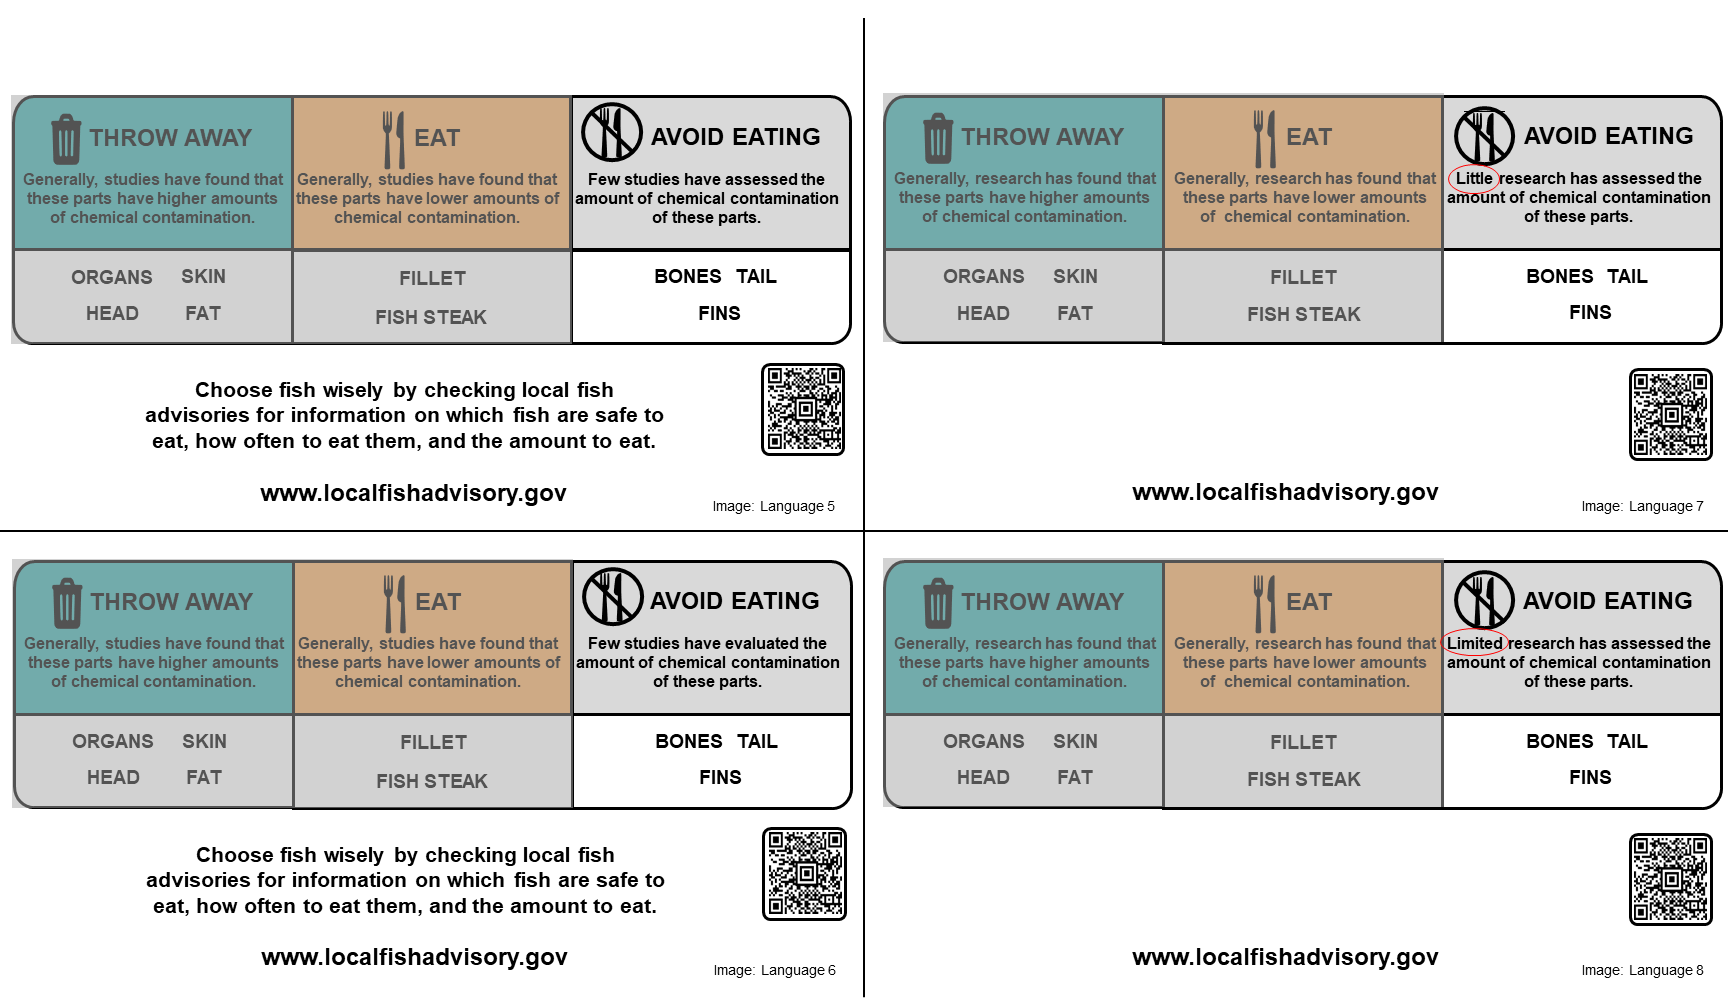 THROW AWAY
Generally, studies have found that
these parts have higher amounts
of chemical contamination.
EAT
Generally, studies have found that
these parts have lower amounts of
chemical contamination.
AVOID EATING
Few studies have assessed the
amount of chemical contamination
of these parts.
ORGANS SKIN
HEAD FAT
FILLET
FISH STEAK
BONES TAIL
FINS
Choose fish wisely by checking local fish
advisories for information on which fish are safe to
eat, how often to eat them, and the amount to eat.
www.localfishadvisory.gov
Image: Language 5
THROW AWAY
Generally, research has found that
these parts have higher amounts
of chemical contamination.
EAT
Generally, research has found that
these parts have lower amounts
of chemical contamination.
AVOID EATING
Little research has assessed the
amount of chemical contamination
of these parts.
ORGANS SKIN
HEAD FAT
FILLET
FISH STEAK
BONES TAIL
FINS
www.localfishadvisory.gov
Image: Language 7
THROW AWAY
Generally, studies have found that
these parts have higher amounts
of chemical contamination.
EAT
Generally, studies have found that
these parts have lower amounts of
chemical contamination.
AVOID EATING
Few studies have evaluated the
amount of chemical contamination
of these parts.
ORGANS SKIN
HEAD FAT
FILLET
FISH STEAK
BONES TAIL
FINS
Choose fish wisely by checking local fish
advisories for information on which fish are safe to
eat, how often to eat them, and the amount to eat.
www.localfishadvisory.gov
Image: Language 6
THROW AWAY
Generally, research has found that
these parts have higher amounts
of chemical contamination.
EAT
Generally, research has found that
these parts have lower amounts
of chemical contamination.
AVOID EATING
Limited research has assessed the
amount of chemical contamination
of these parts.
ORGANS SKIN
HEAD FAT
FILLET
FISH STEAK
BONES TAIL
FINS
www.localfishadvisory.gov
Image: Language 8